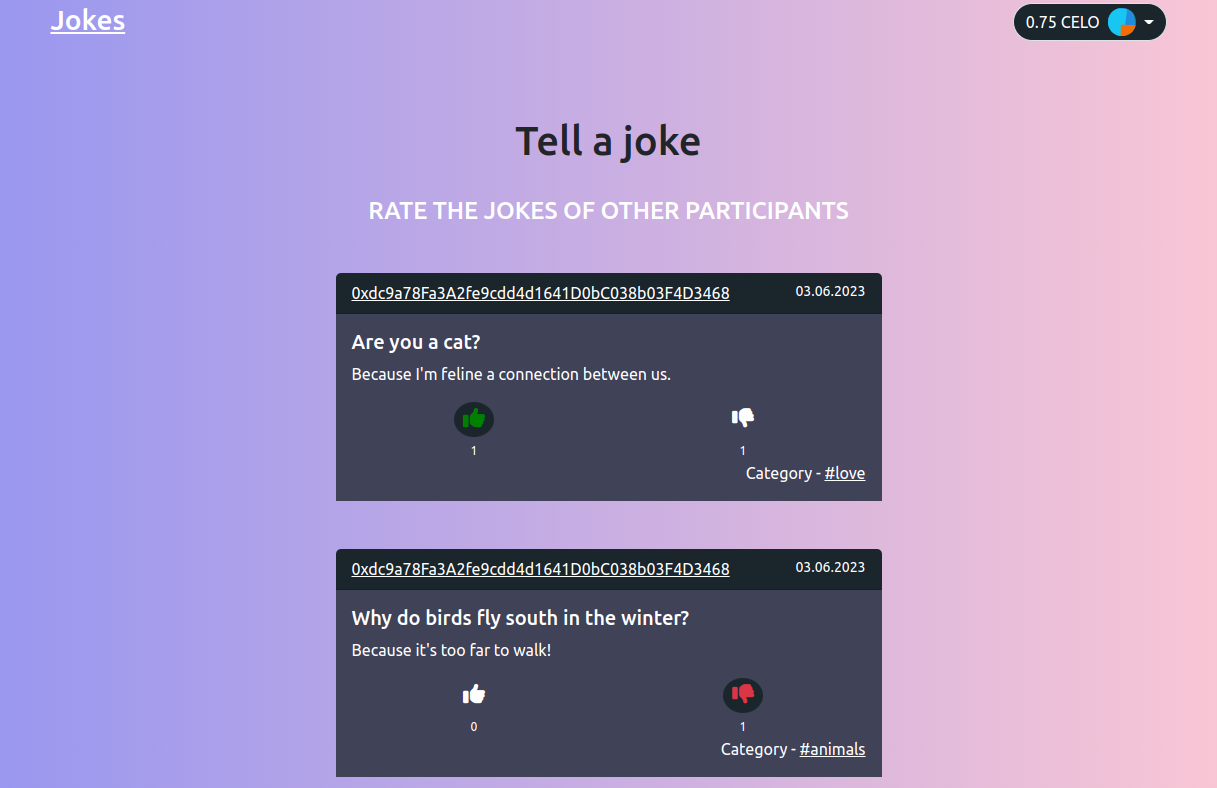 Jokes
0.75 CELO
Tell a joke
RATE THE JOKES OF OTHER PARTICIPANTS
0xdc9a78Fa3A2fe9cdd4d1641D0bC038b03F4D3468 03.06.2023
Are you a cat?
Because I'm feline a connection between us.
1 1
Category - #love
0xdc9a78Fa3A2fe9cdd4d1641D0bC038b03F4D3468 03.06.2023
Why do birds fly south in the winter?
Because it's too far to walk!
0 1
Category - #animals